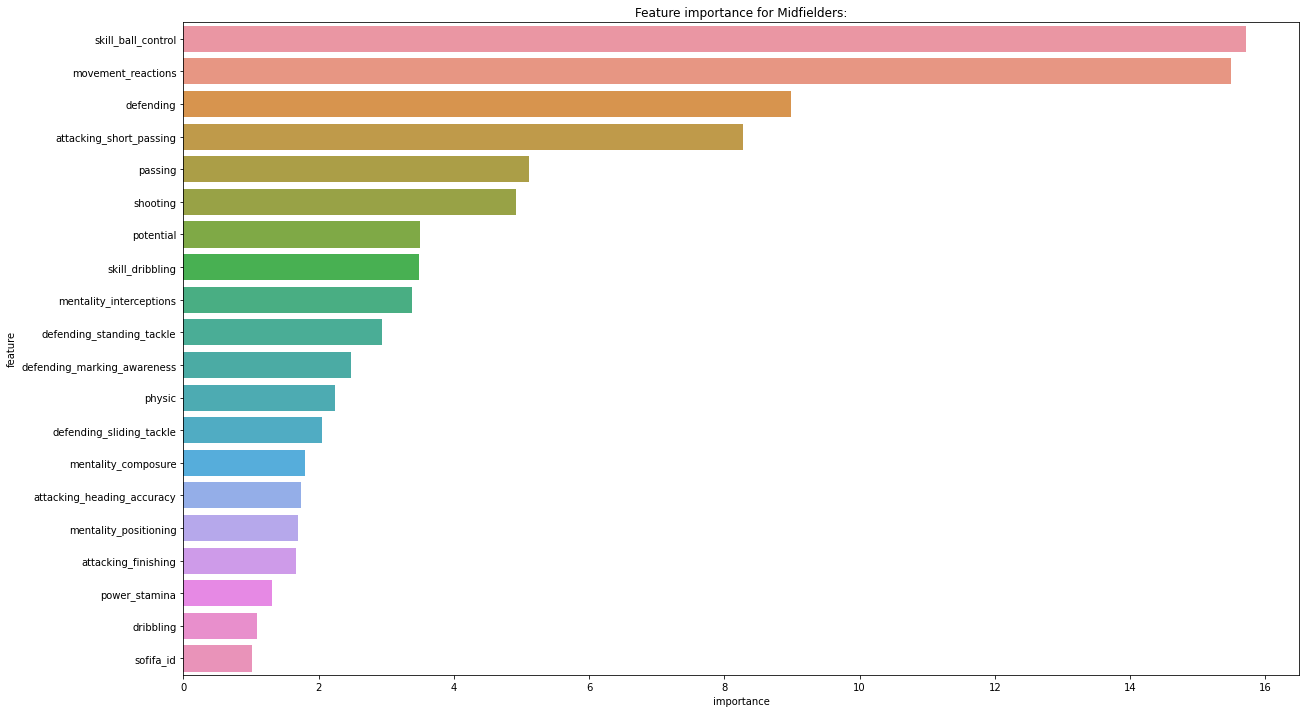 Feature importance for Midfielders:
feature
skill_ball_control
movement_reactions
defending
attacking_short_passing
passing
shooting
potential
skill_dribbling
mentality_interceptions
defending_standing_tackle
defending_marking_awareness
physic
defending_sliding_tackle
mentality_composure
attacking_heading_accuracy
mentality_positioning
attacking_finishing
power_stamina
dribbling
sofifa_id
0 2 4 6 8 10 12 14 16
importance